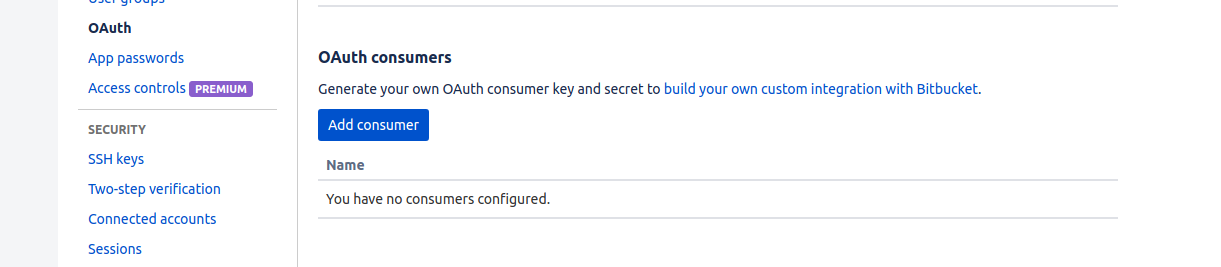 User groups
OAuth
App passwords
Access controls PREMIUM
SECURITY
SSH keys
Two-step verification
Connected accounts
Sessions
OAuth consumers
Generate your own OAuth consumer key and secret to build your own custom integration with Bitbucket.
Add consumer
Name
You have no consumers configured.